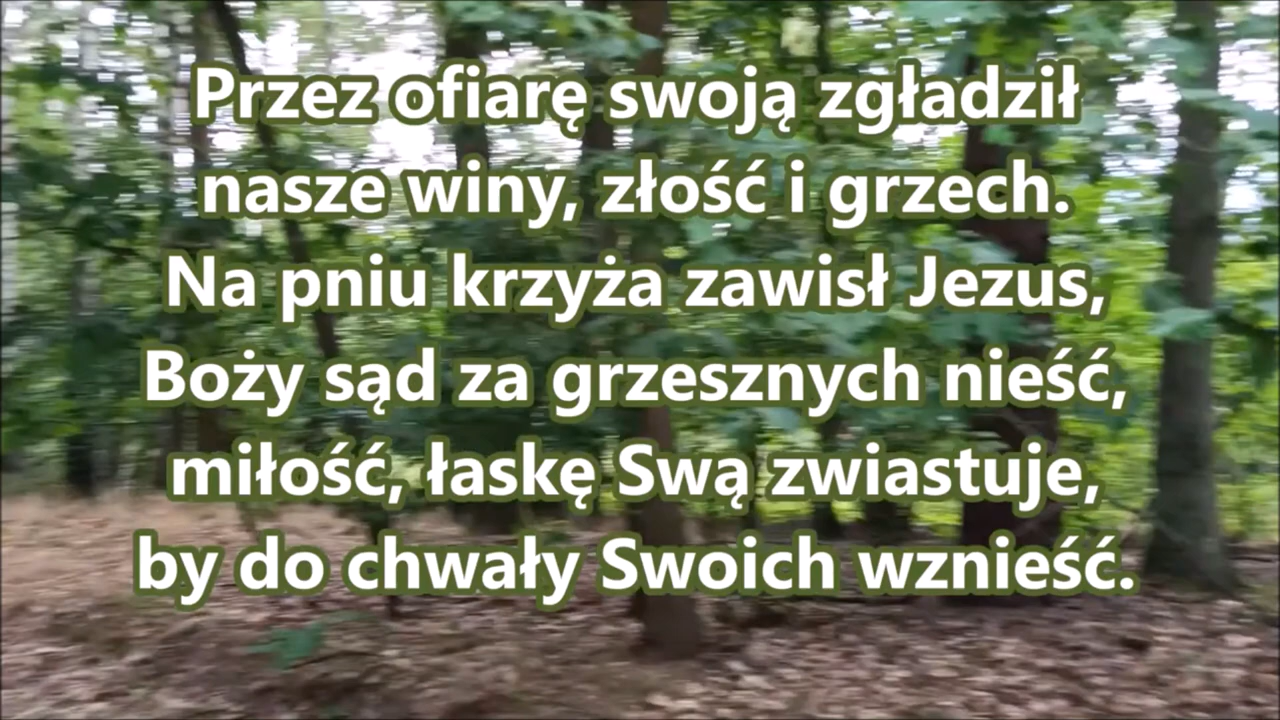 Przez ofiarę swoją zgładził
nasze winy, złość i grzech.
Na pniu krzyża zawisł Jezus,
Boży sąd za grzesznych nieść,
miłość, łaskę Swą zwiastuje,
by do chwały Swoich wznieść.